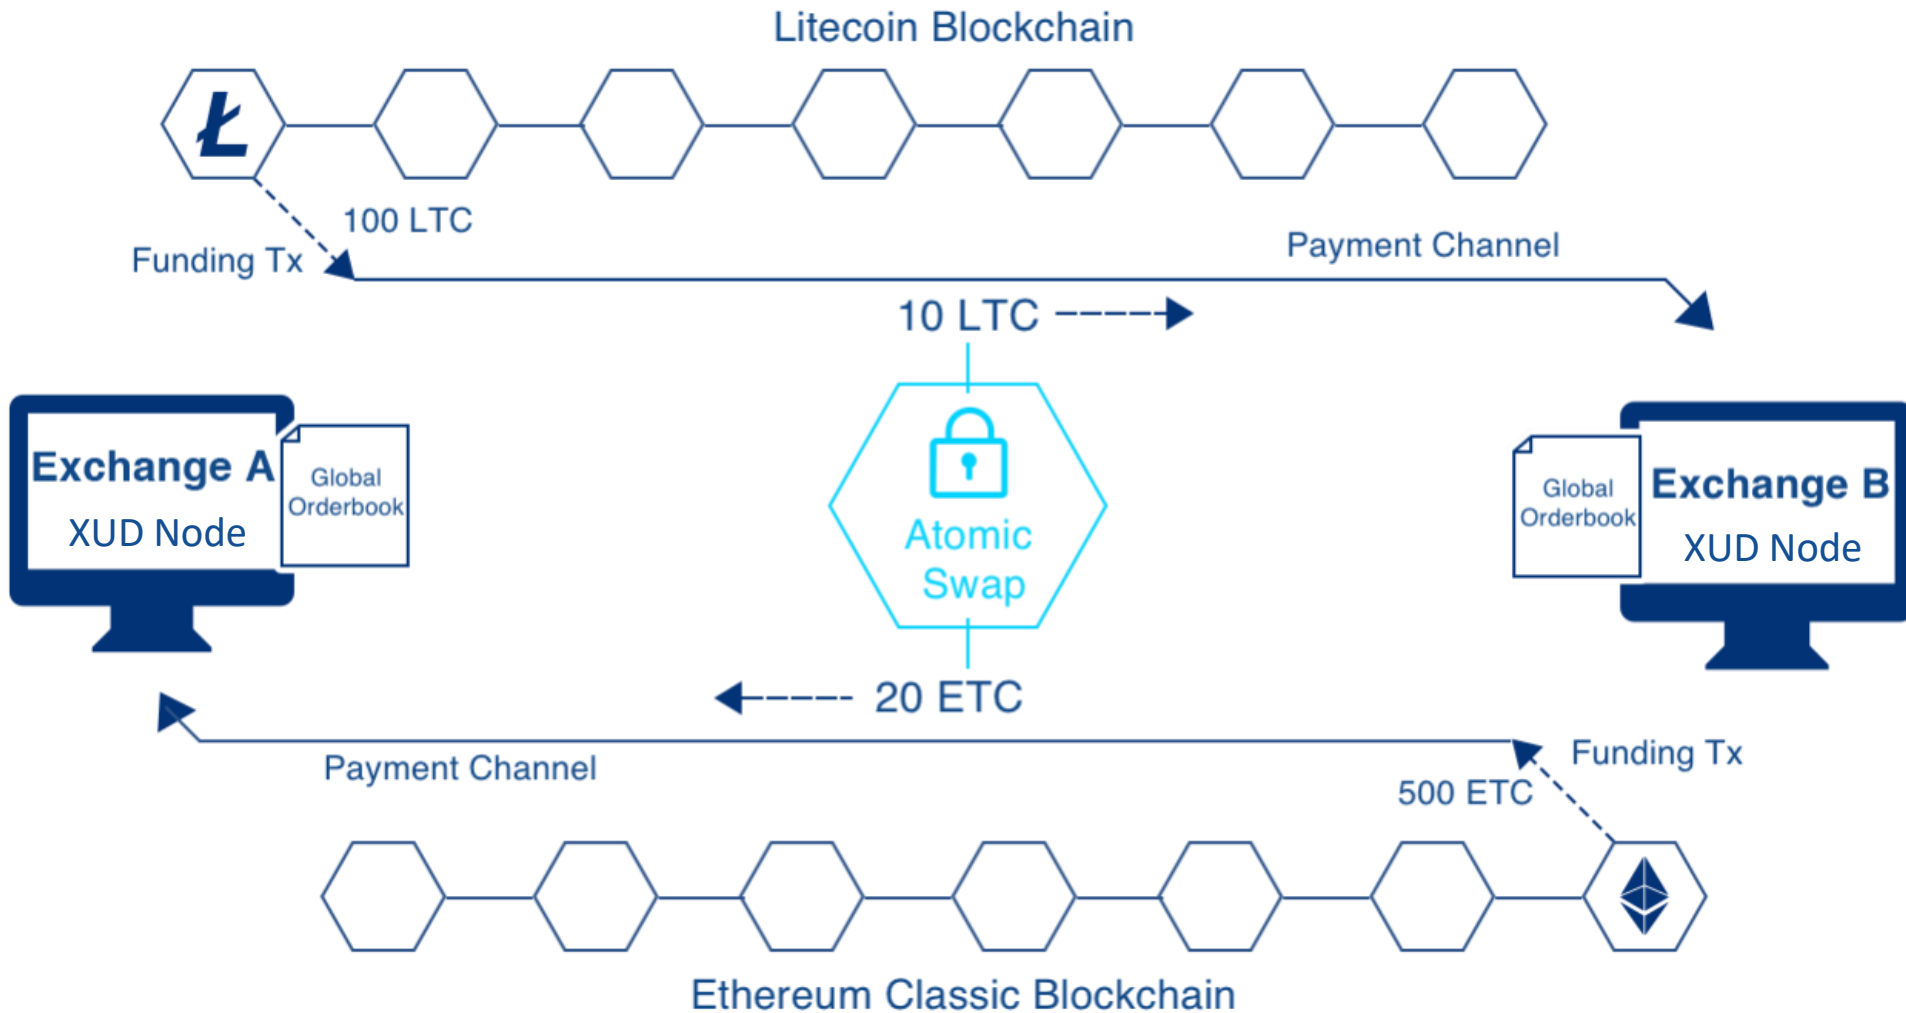 Litecoin Blockchain
100 LTC
Funding Tx
Payment Channel
10 LTC
Exchange A
XUD Node
Global
Orderbook
Atomic
Swap
Global
Orderbook
Exchange B
XUD Node
20 ETC
Payment Channel
Funding Tx
500 ETC
Ethereum Classic Blockchain